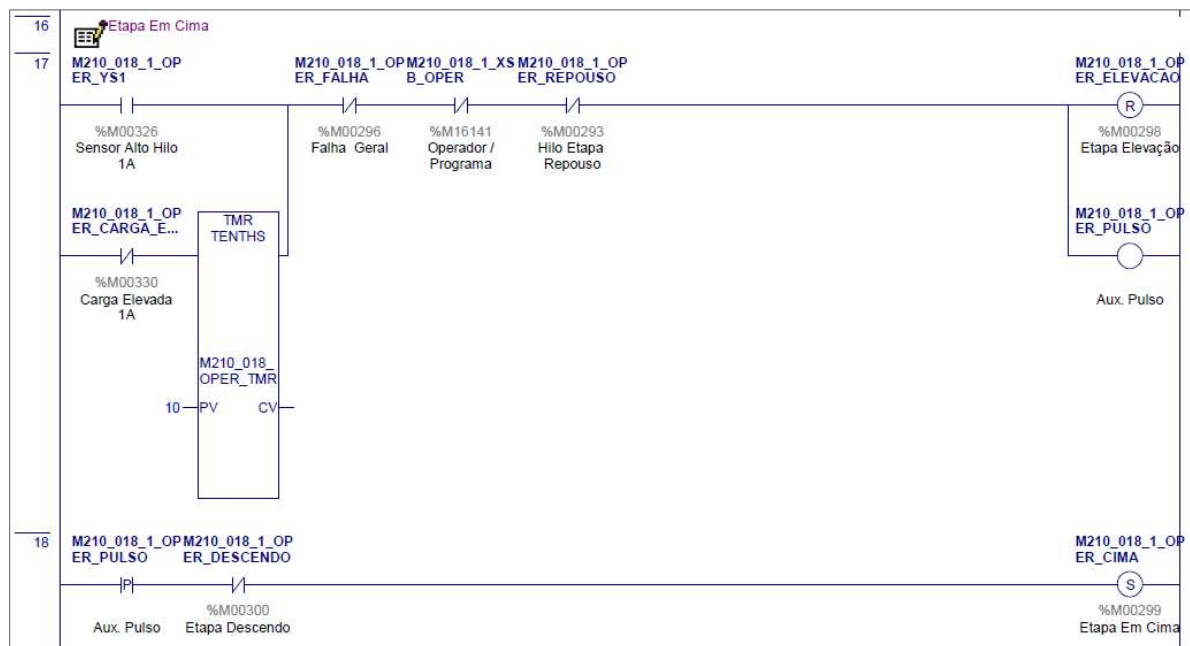 16
Etapa Em Cima
17
M210_018_1_OP
ER_YS1
M210_018_1_OP
ER_FALHA
M210_018_1_XS
B_OPER
M210_018_1_OP
ER_REPOUSO
M210_018_1_OP
ER_ELEVACAO
R
%M00326
Sensor Alto Hilo
1A
%M00296
Falha Geral
%M16141
Operador /
Programa
%M00293
Hilo Etapa
Repouso
%M00298
Etapa Elevação
M210_018_1_OP
ER_CARGA_E...
TMR
TENTHS
M210_018_1_OP
ER_PULSO
%M00330
Carga Elevada
1A
Aux. Pulso
M210_018_
OPER_TMR
10 PV CV
18
M210_018_1_OP
ER_PULSO
M210_018_1_OP
ER_DESCENDO
M210_018_1_OP
ER_CIMA
P
S
Aux. Pulso
%M00300
Etapa Descendo
%M00299
Etapa Em Cima